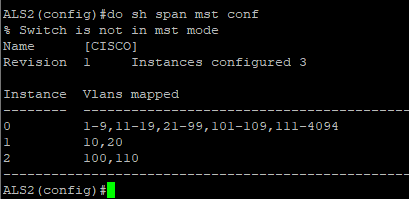 ALS2(config)#do sh span mst conf
% Switch is not in mst mode
Name      [CISCO]
Revision  1     Instances configured 3

Instance  Vlans mapped
--------  ---------------------------------------------------------------------
0         1-9,11-19,21-99,101-109,111-4094
1         10,20
2         100,110
-------------------------------------------------------------------------------
ALS2(config)#